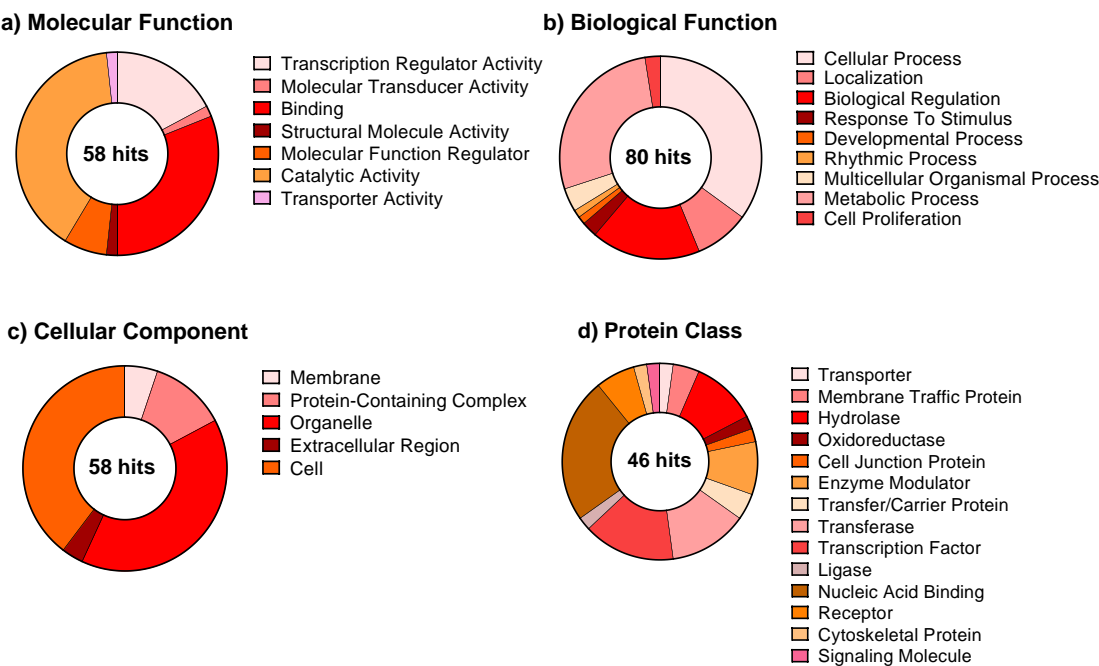 a) Molecular Function
58 hits
Transcription Regulator Activity
Molecular Transducer Activity
Binding
Structural Molecule Activity
Molecular Function Regulator
Catalytic Activity
Transporter Activity
b) Biological Function
80 hits
Cellular Process
Localization
Biological Regulation
Response To Stimulus
Developmental Process
Rhythmic Process
Multicellular Organismal Process
Metabolic Process
Cell Proliferation
c) Cellular Component
58 hits
Membrane
Protein-Containing Complex
Organelle
Extracellular Region
Cell
d) Protein Class
46 hits
Transporter
Membrane Traffic Protein
Hydrolase
Oxidoreductase
Cell Junction Protein
Enzyme Modulator
Transfer/Carrier Protein
Transferase
Transcription Factor
Ligase
Nucleic Acid Binding
Receptor
Cytoskeletal Protein
Signaling Molecule